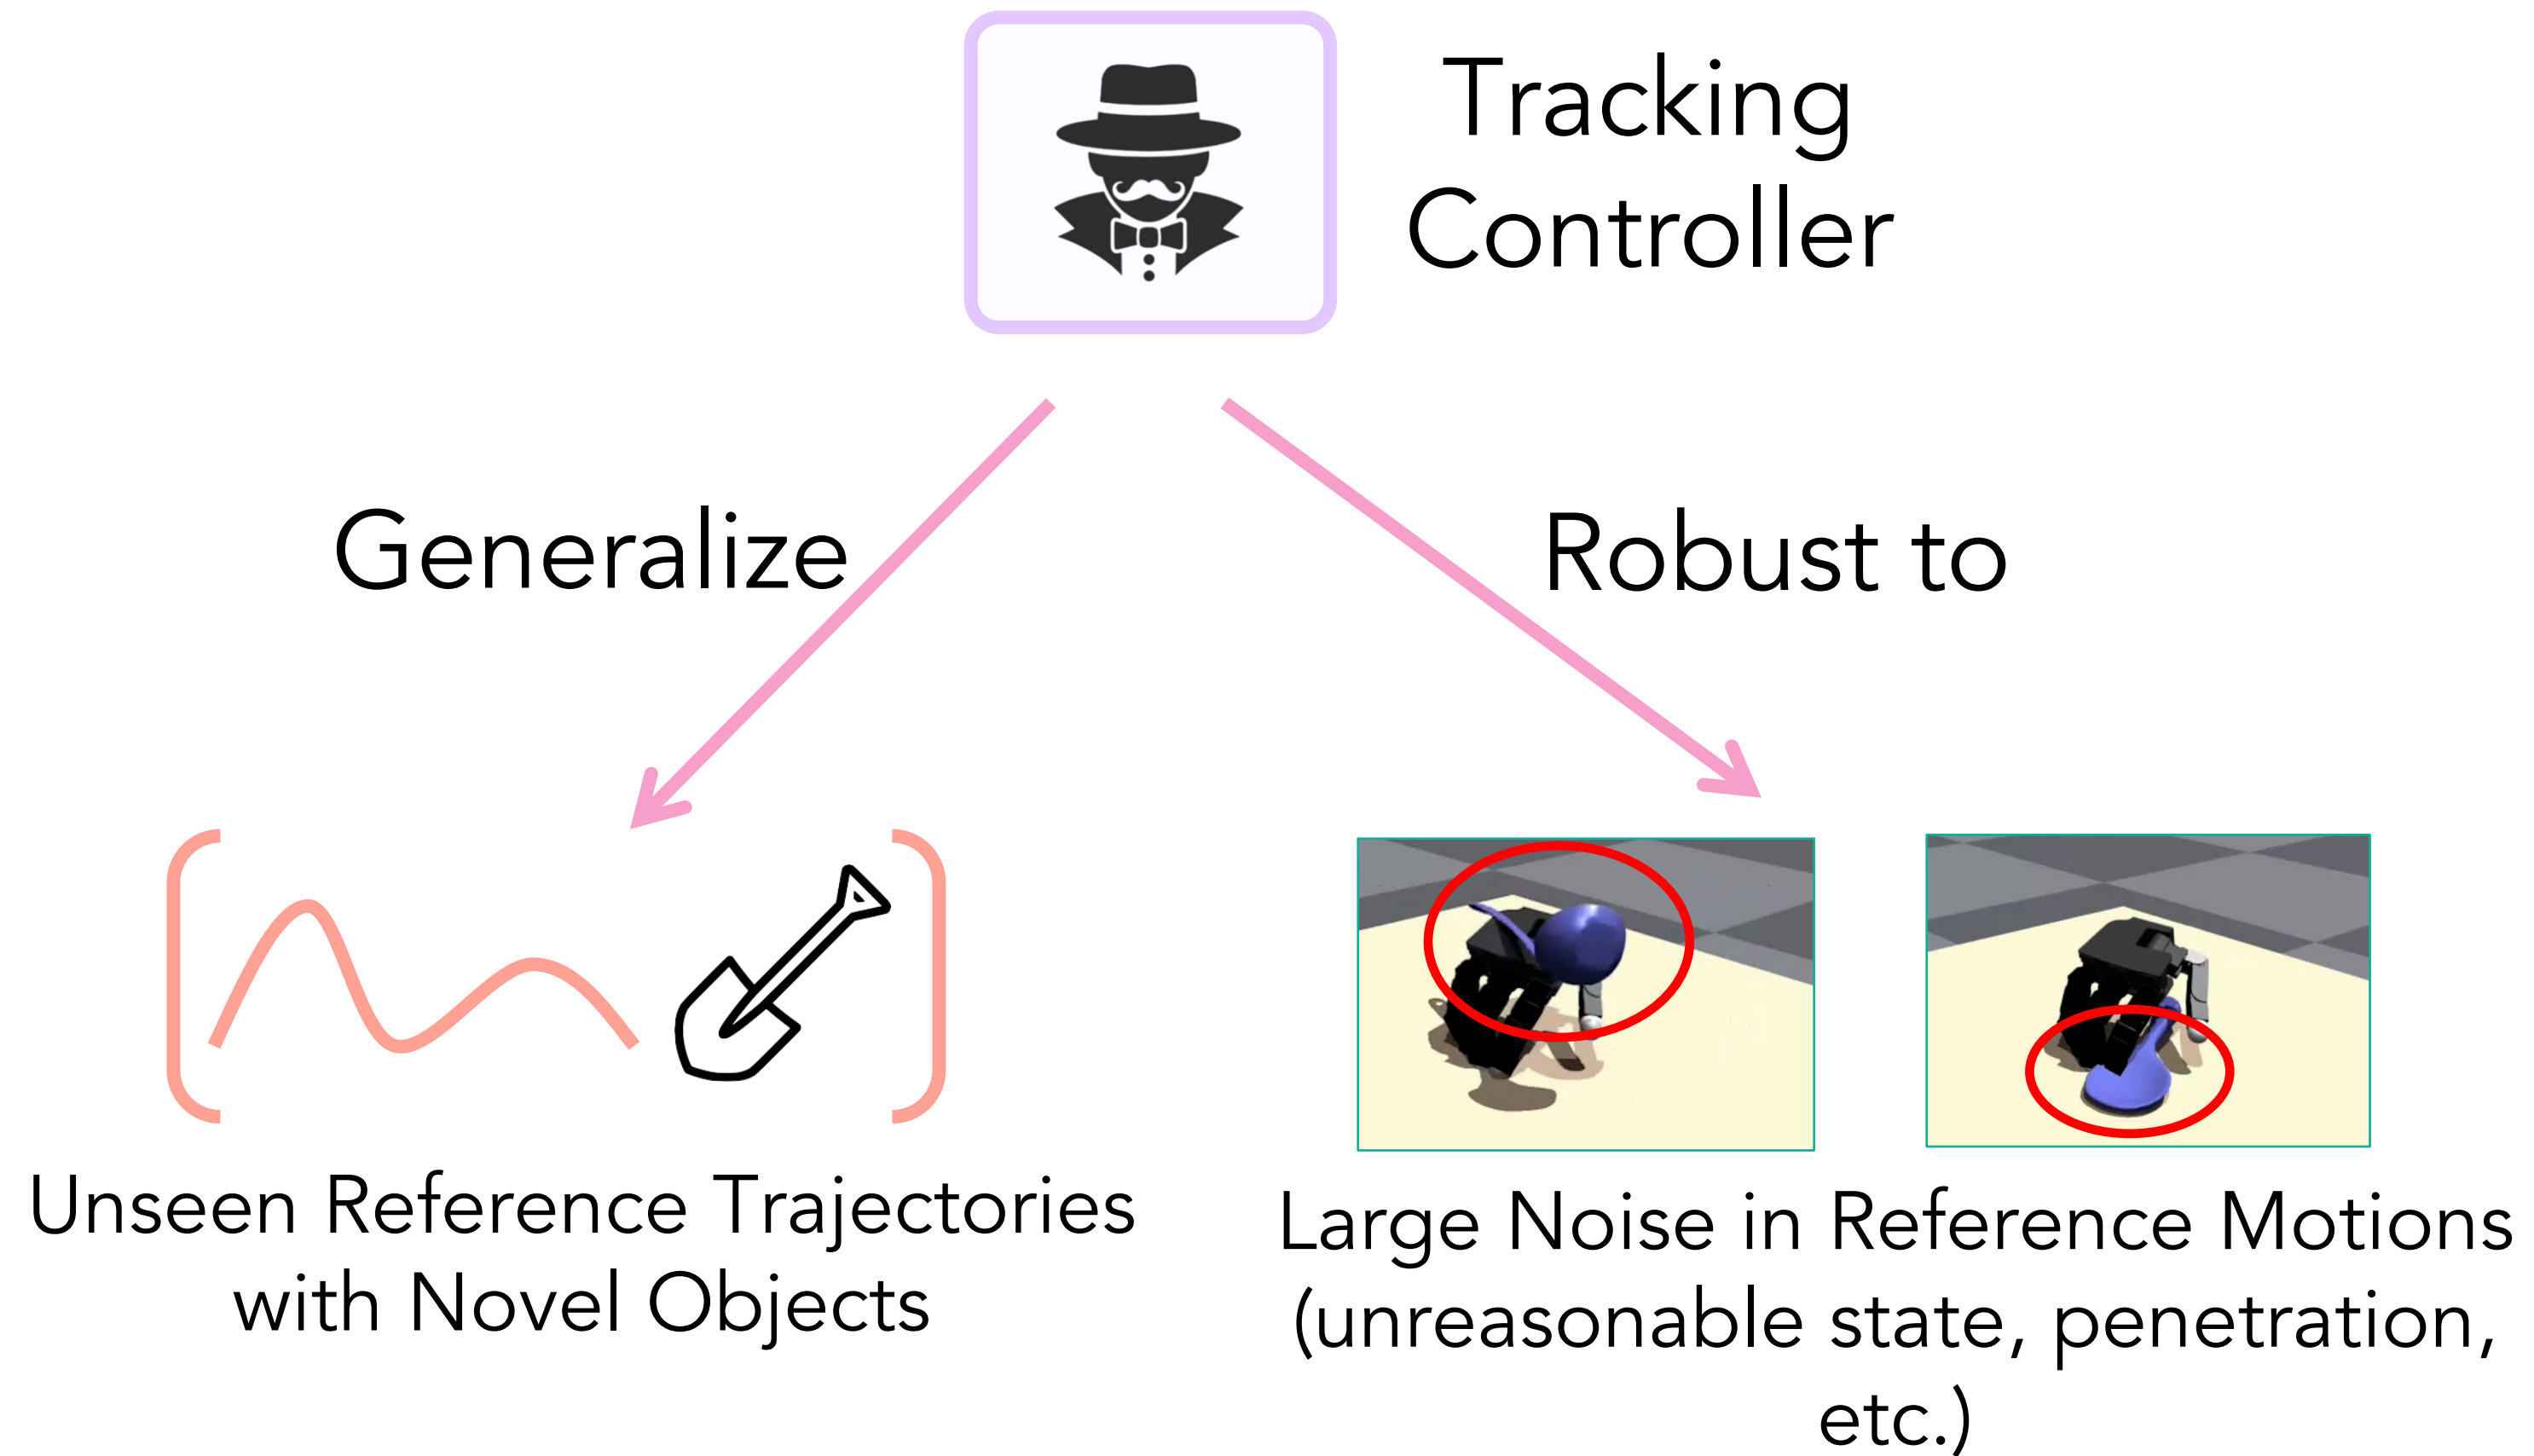 Tracking
Controller
Generalize
Robust to
Unseen Reference Trajectories
with Novel Objects
Large Noise in Reference Motions
(unreasonable state, penetration,
etc.)